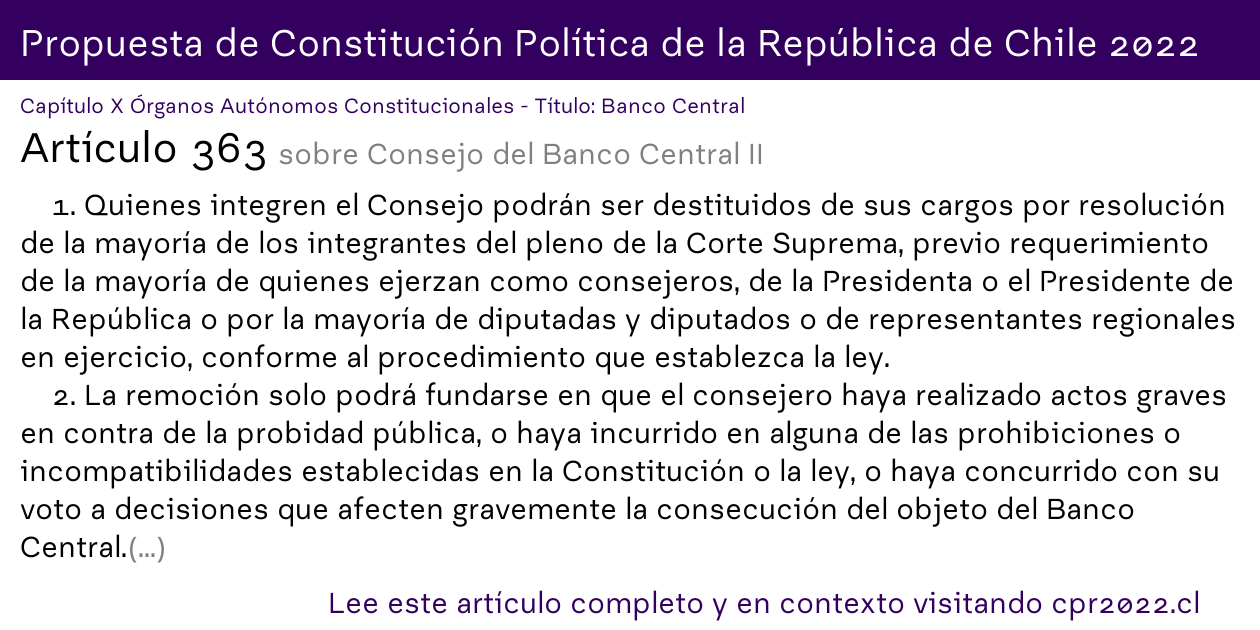 Propuesta de Constitución Política de la República de Chile 2022
Capítulo X Órganos Autónomos Constitucionales - Título: Banco Central
Artículo 363 sobre Consejo del Banco Central II
1. Quienes integren el Consejo podrán ser destituidos de sus cargos por resolución
de la mayoría de los integrantes del pleno de la Corte Suprema, previo requerimiento
de la mayoría de quienes ejerzan como consejeros, de la Presidenta o el Presidente de
la República o por la mayoría de diputadas y diputados o de representantes regionales
en ejercicio, conforme al procedimiento que establezca la ley.
2. La remoción solo podrá fundarse en que el consejero haya realizado actos graves
en contra de la probidad pública, o haya incurrido en alguna de las prohibiciones o
incompatibilidades establecidas en la Constitución o la ley, o haya concurrido con su
voto a decisiones que afecten gravemente la consecución del objeto del Banco
Central.(...)
Lee este artículo completo y en contexto visitando cpr2022.cl